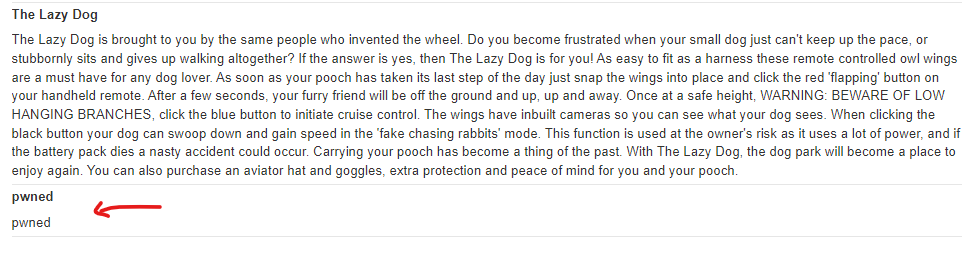 The Lazy Dog
The Lazy Dog is brought to you by the same people who invented the wheel. Do you become frustrated when your small dog just can't keep up the pace, or
stubbornly sits and gives up walking altogether? If the answer is yes, then The Lazy Dog is for you! As easy to fit as a harness these remote controlled owl wings
are a must have for any dog lover. As soon as your pooch has taken its last step of the day just snap the wings into place and click the red 'flapping' button on
your handheld remote. After a few seconds, your furry friend will be off the ground and up, up and away. Once at a safe height, WARNING: BEWARE OF LOW
HANGING BRANCHES, click the blue button to initiate cruise control. The wings have inbuilt cameras so you can see what your dog sees. When clicking the
black button your dog can swoop down and gain speed in the 'fake chasing rabbits' mode. This function is used at the owner's risk as it uses a lot of power, and if
the battery pack dies a nasty accident could occur. Carrying your pooch has become a thing of the past. With The Lazy Dog, the dog park will become a place to
enjoy again. You can also purchase an aviator hat and goggles, extra protection and peace of mind for you and your pooch.
pwned
pwned